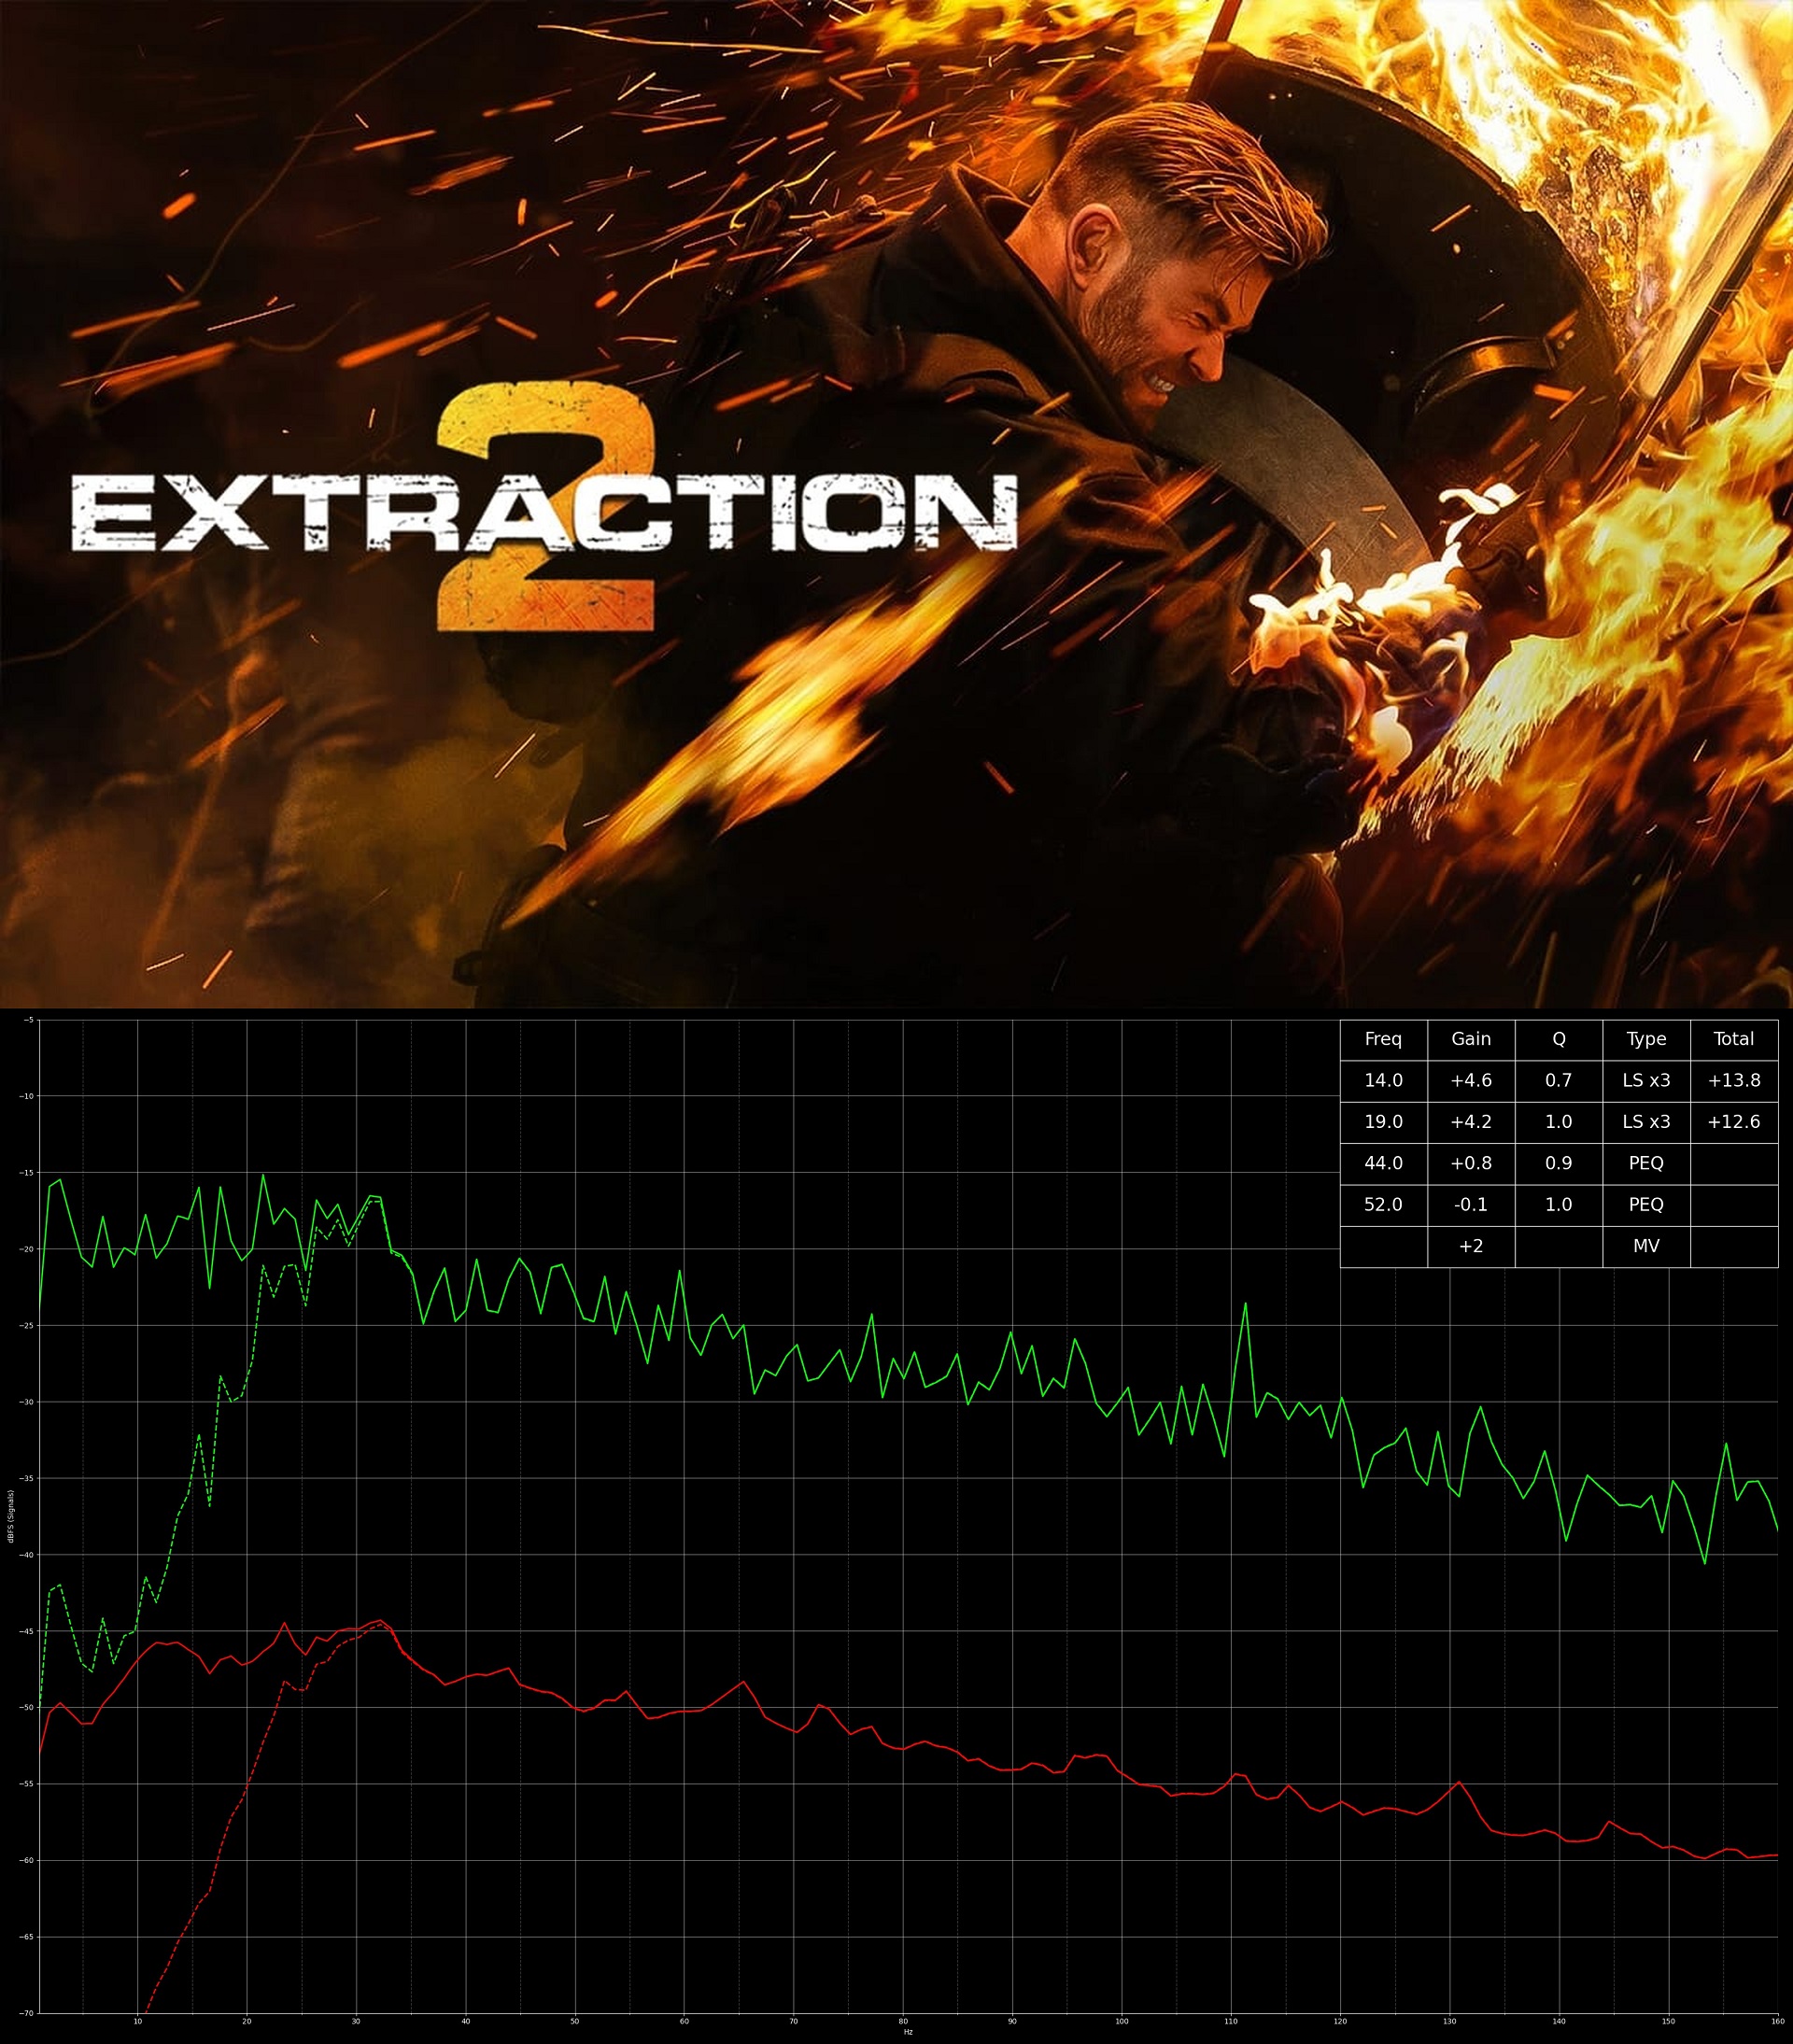 2
EXTRACTION
Freq Gain Q Type Total
14.0 +4.6 0.7 LS x3 +13.8
19.0 +4.2 1.0 LS x3 +12.6
44.0 +0.8 0.9 PEQ
52.0 -0.1 1.0 PEQ
+2 MV
−5
−10
−15
−20
−25
−30
−35
−40
−45
−50
−55
−60
−65
−70
dBFS (Signals)
10 20 30 40 50 60 70 80 90 100 110 120 130 140 150 160
Hz